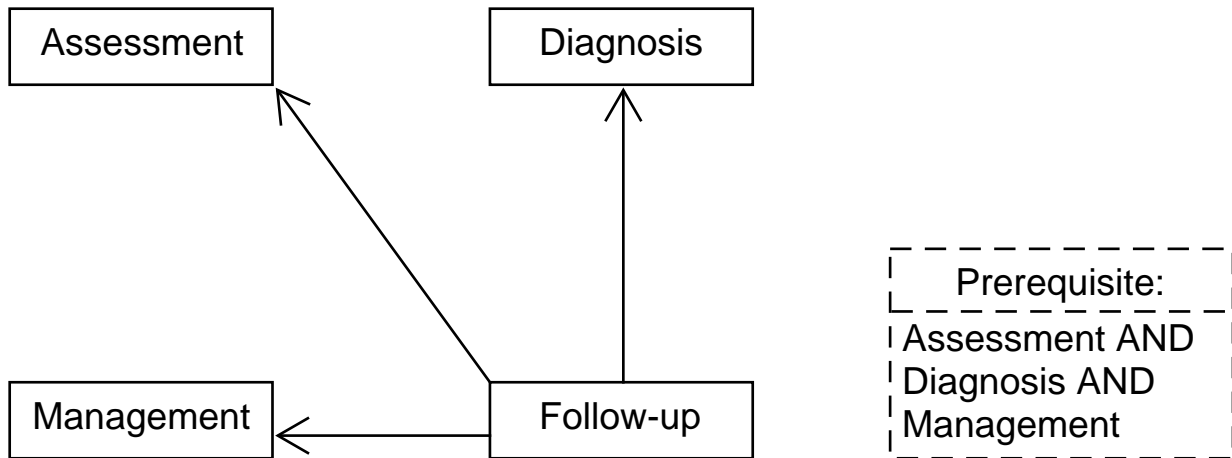 Assessment
Diagnosis
Management
Follow-up
Prerequisite:
Assessment AND
Diagnosis AND
Management